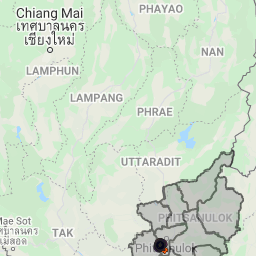 PHAYAO
Chiang Mai
เทศบาลนคร
เชียงใหม่
NAN
LAMPHUN
LAMPANG
PHRAE
UTTARADIT
PHITSANULOK
Mae Sot
TAK
Phitsanulok